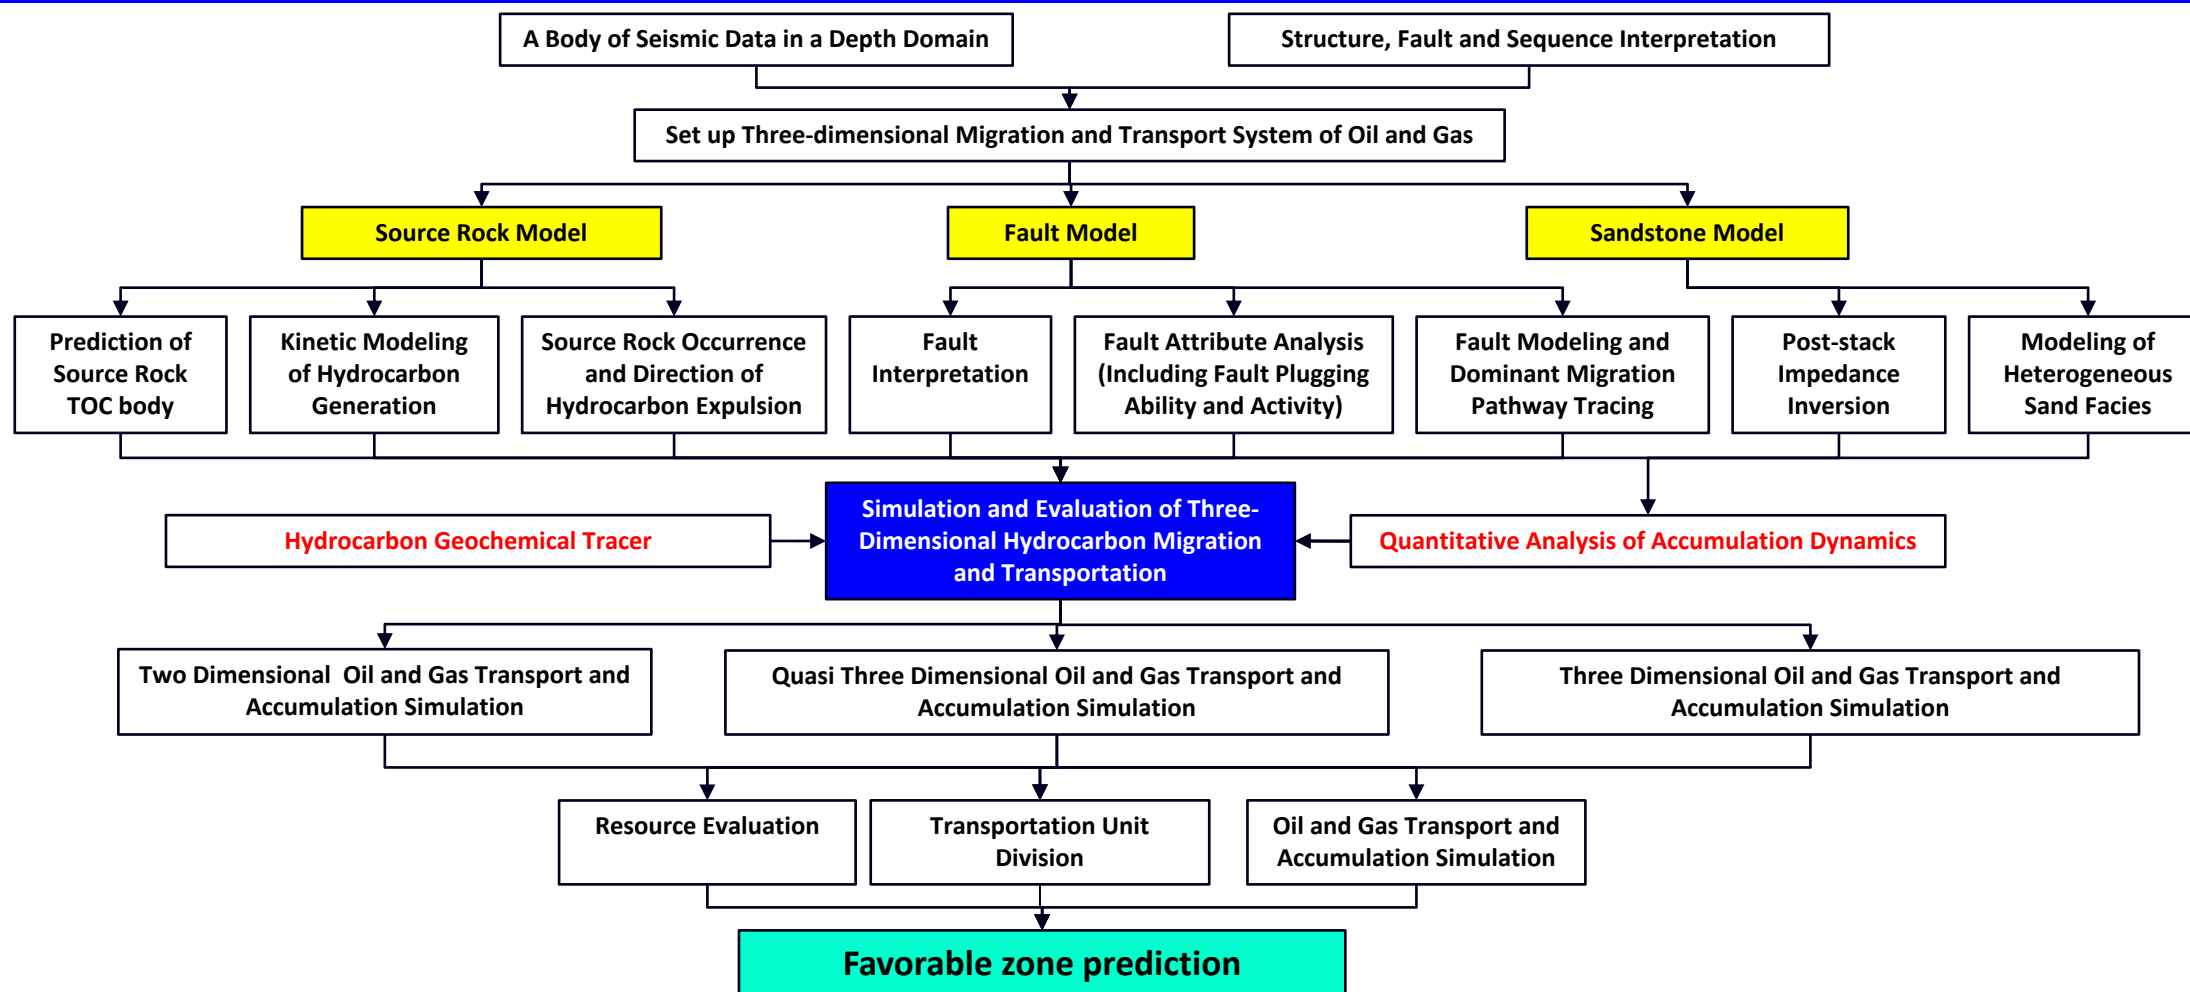 A Body of Seismic Data in a Depth Domain
Structure, Fault and Sequence Interpretation
Set up Three-dimensional Migration and Transport System of Oil and Gas
Source Rock Model
Fault Model
Sandstone Model
Prediction of
Source Rock
TOC body
Kinetic Modeling
of Hydrocarbon
Generation
Source Rock Occurrence
and Direction of
Hydrocarbon Expulsion
Fault
Interpretation
Fault Attribute Analysis
(Including Fault Plugging
Ability and Activity)
Fault Modeling and
Dominant Migration
Pathway Tracing
Post-stack
Impedance
Inversion
Modeling of
Heterogeneous
Sand Facies
Hydrocarbon Geochemical Tracer
Simulation and Evaluation of Three-
Dimensional Hydrocarbon Migration
and Transportation
Quantitative Analysis of Accumulation Dynamics
Two Dimensional  Oil and Gas Transport and
Accumulation Simulation
Quasi Three Dimensional Oil and Gas Transport and
Accumulation Simulation
Three Dimensional Oil and Gas Transport and
Accumulation Simulation
Resource Evaluation
Transportation Unit
Division
Oil and Gas Transport and
Accumulation Simulation
Favorable zone prediction